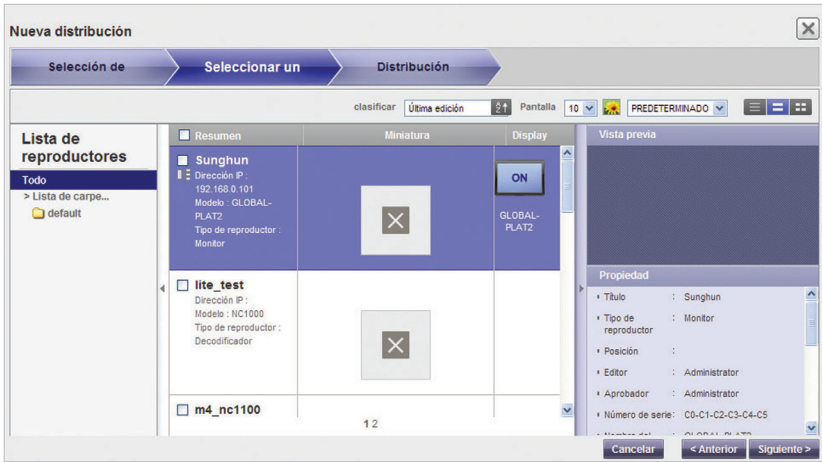 Nueva distribución
Selección de
Seleccionar un
Distribución
clasificar
Última edición
Pantalla
10
PREDETERMINADO
Lista de
reproductores
Todo
> Lista de carpe...
default
Resumen
Miniatura
Display
Sunghun
Dirección IP :
192.168.0.101
Modelo : GLOBAL-
PLAT2
Tipo de reproductor :
Monitor
ON
GLOBAL-
PLAT2
lite_test
Dirección IP :
Modelo : NC1000
Tipo de reproductor :
Decodificador
m4_nc1100
1 2
Vista previa
Propiedad
Título : Sunghun
Tipo de : Monitor
reproductor
Posición :
Editor : Administrator
Aprobador : Administrator
Número de serie: C0-C1-C2-C3-C4-C5
Cancelar
< Anterior
Siguiente >